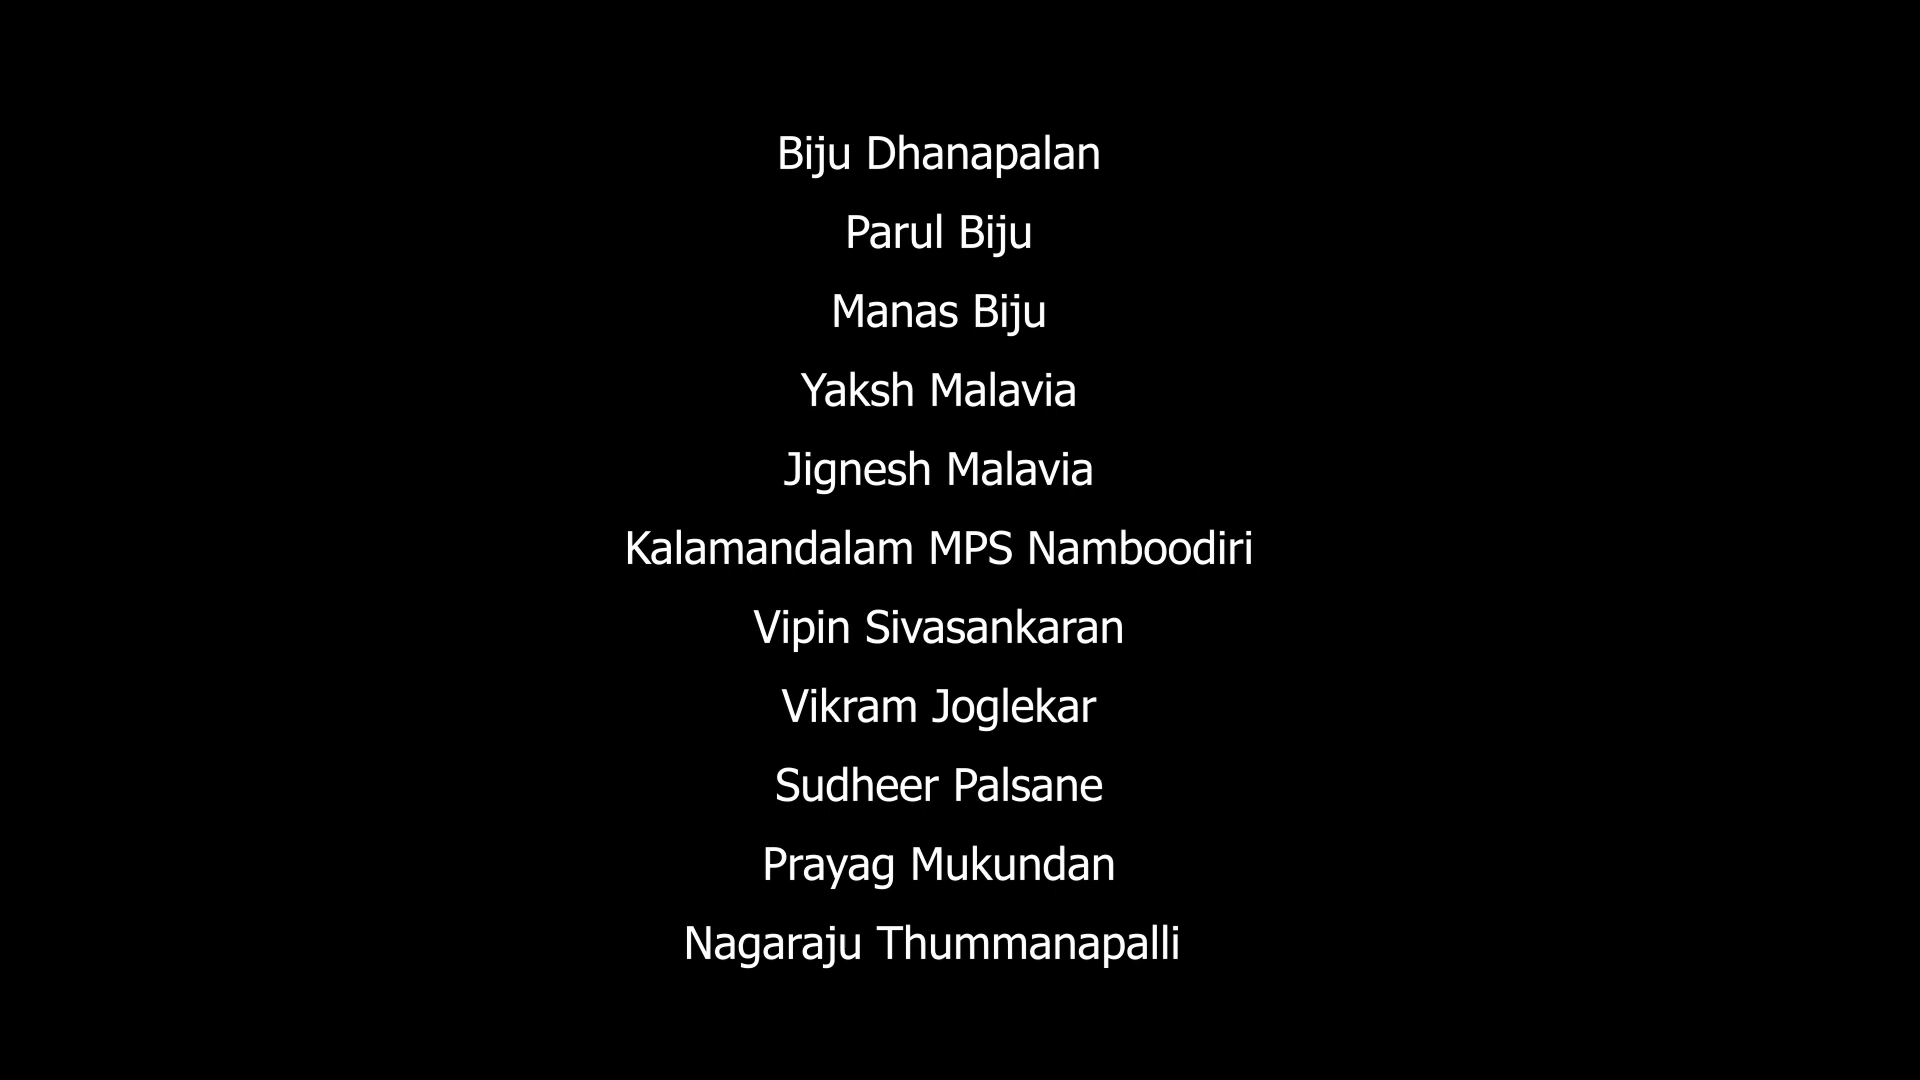 Biju Dhanapalan
Parul Biju
Manas Biju
Yaksh Malavia
Jignesh Malavia
Kalamandalam MPS Namboodiri
Vipin Sivasankaran
Vikram Joglekar
Sudheer Palsane
Prayag Mukundan
Nagaraju Thummanapalli